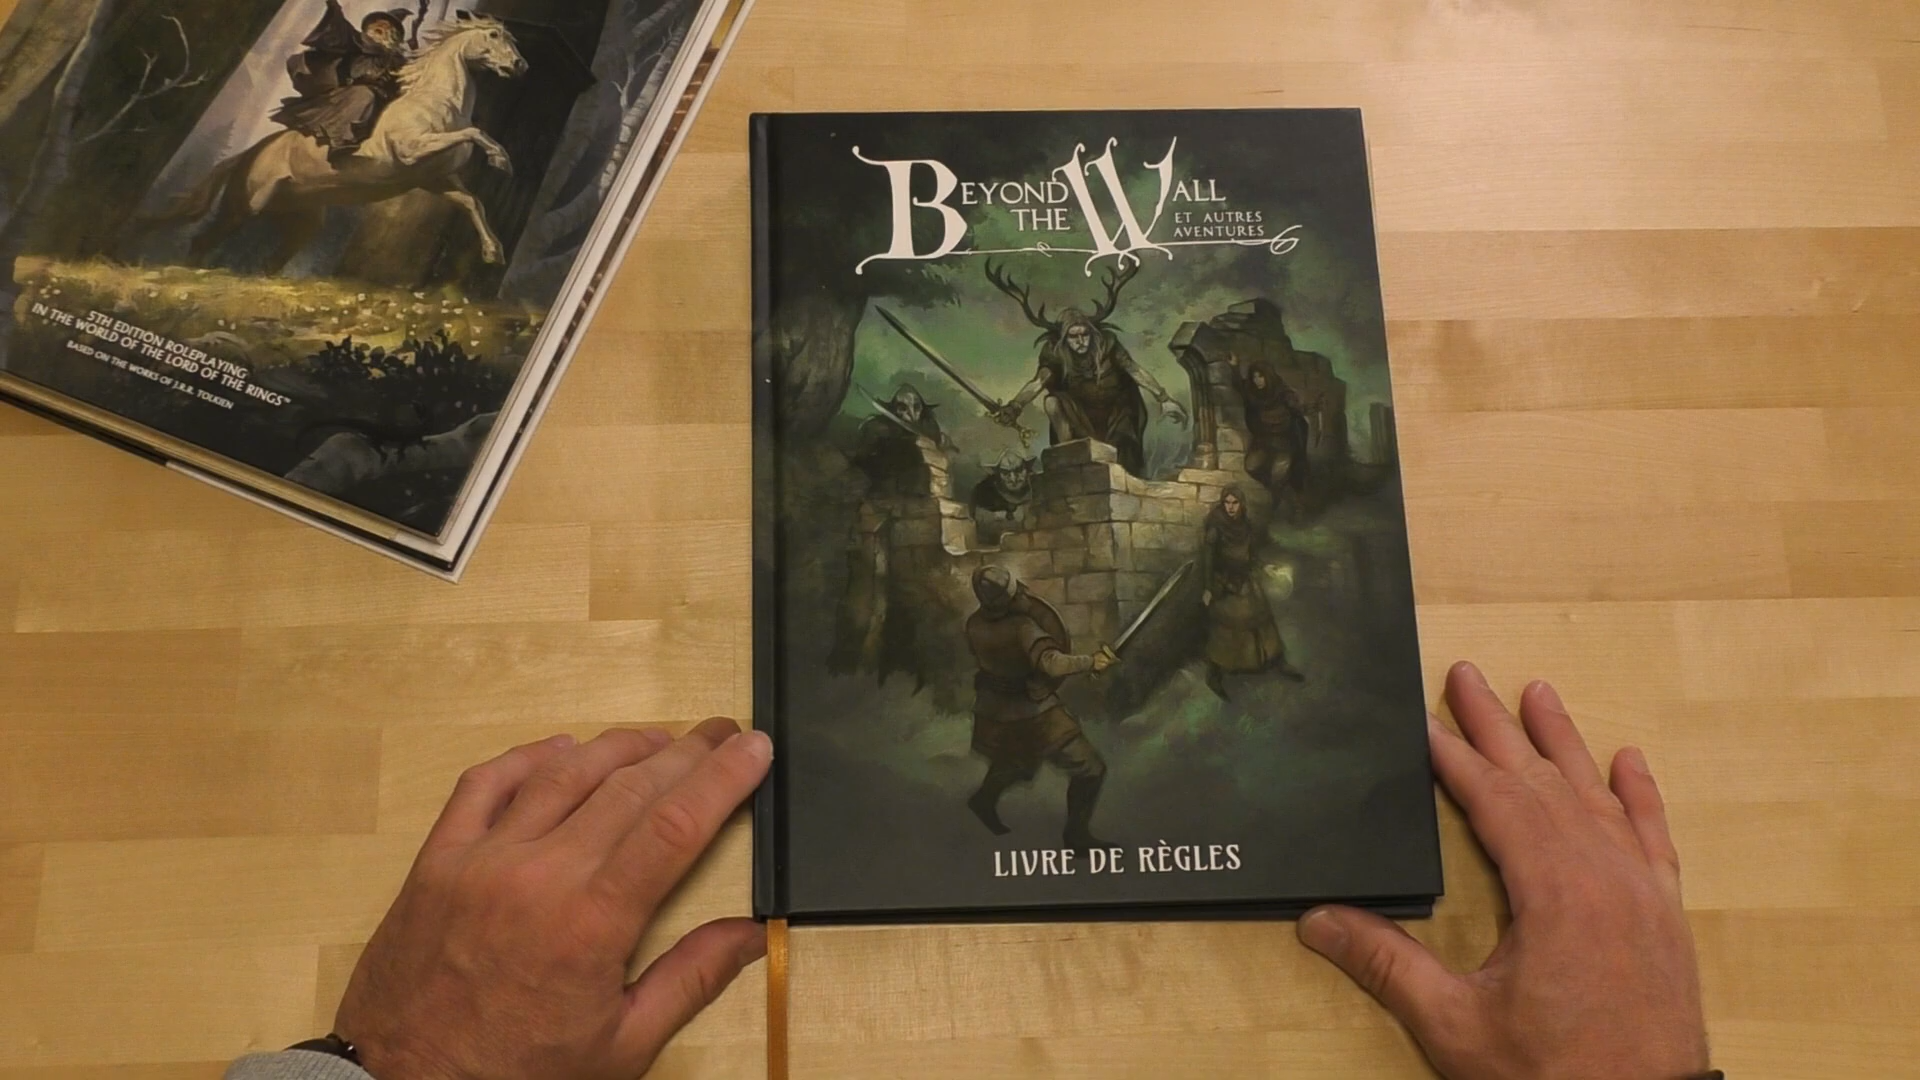 BEYOND THE WALL
ET AUTRES
AVENTURES
LIVRE DE RÈGLES
5TH EDITION ROLEPLAYING
IN THE WORLD OF THE LORD OF THE RINGS™
BASED ON THE WORKS OF J.R.R. TOLKIEN